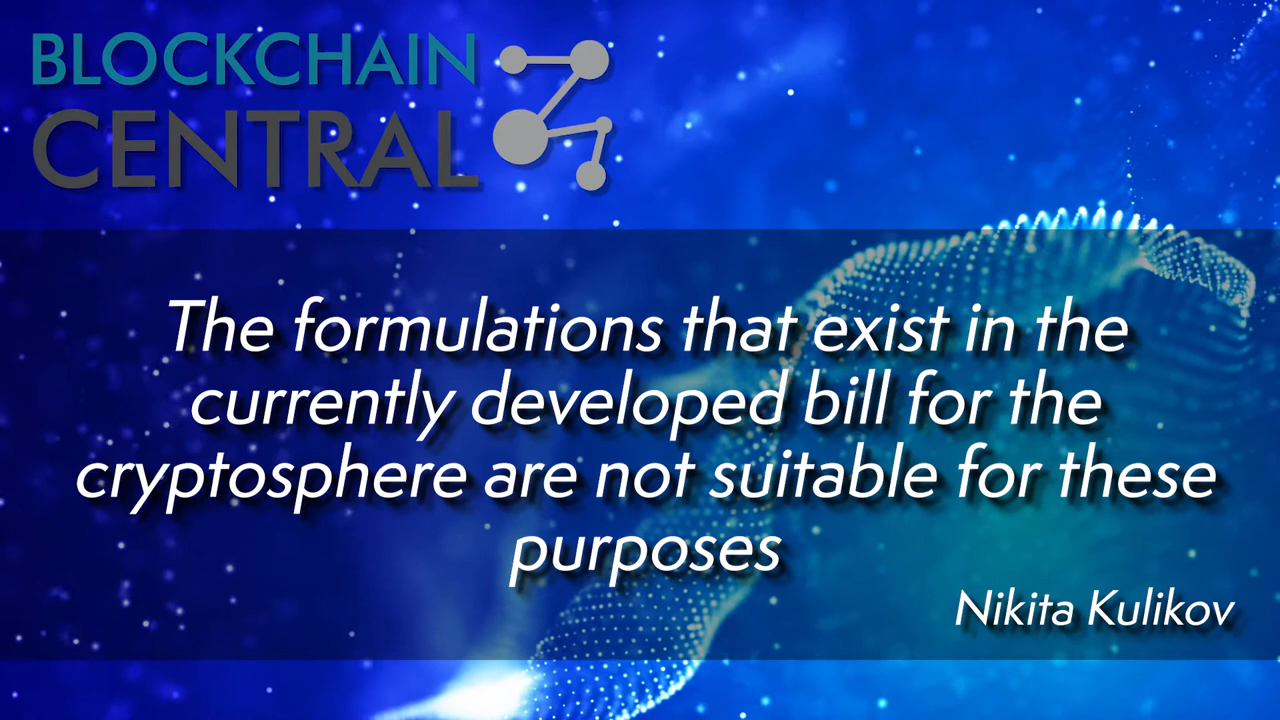 BLOCKCHAIN
CENTRAL
The formulations that exist in the
currently developed bill for the
cryptosphere are not suitable for these
purposes
Nikita Kulikov